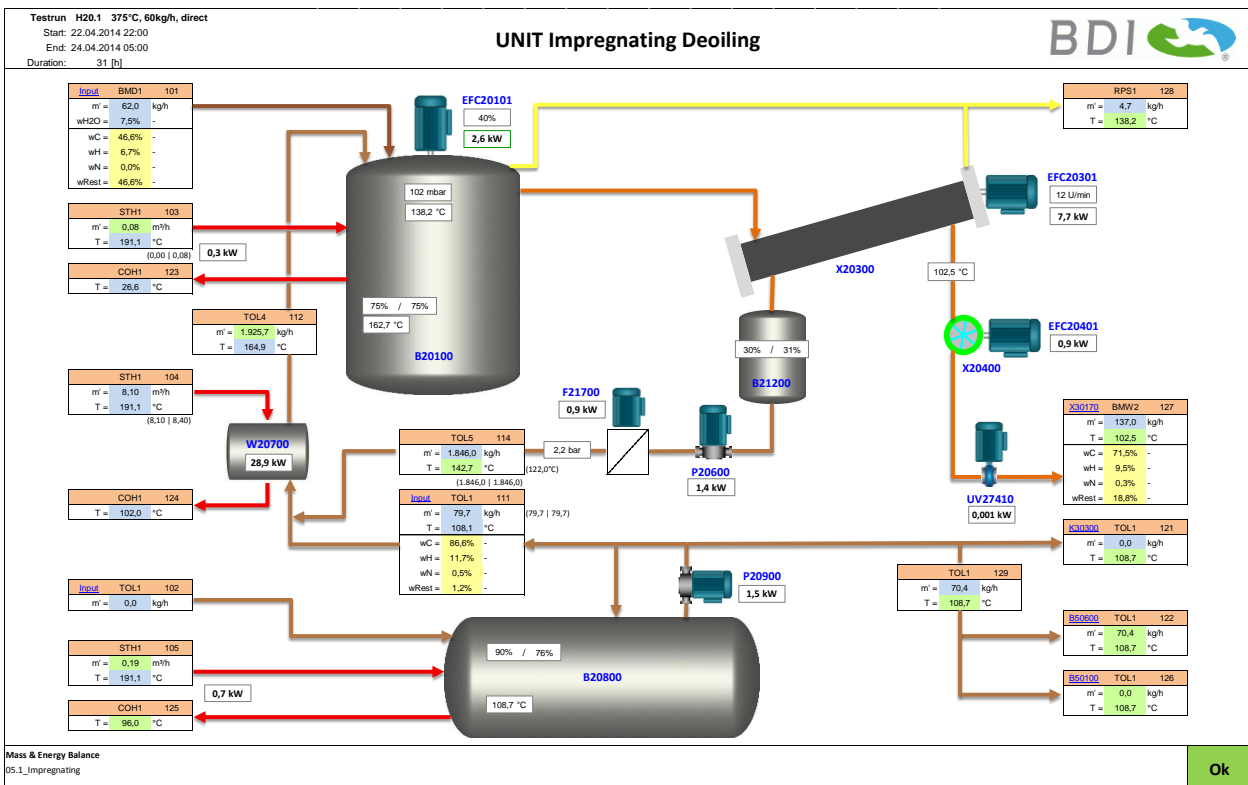 Testrun H20.1 375°C, 60kg/h, direct
Start: 22.04.2014 22:00
End: 24.04.2014 05:00
Duration: 31 [h]
UNIT Impregnating Deoiling
BDI
®
Input BMD1 101
m' = 62,0 kg/h
wH2O = 7,5% -
wC = 46,6% -
wH = 6,7% -
wN = 0,0% -
wRest = 46,6% -
EFC20101
40%
2,6 kW
RPS1 128
m' = 4,7 kg/h
T = 138,2 °C
102 mbar
138,2 °C
EFC20301
12 U/min
7,7 kW
STH1 103
m' = 0,08 m³/h
T = 191,1 °C
(0,00 | 0,08)
0,3 kW
COH1 123
T = 26,6 °C
X20300
102,5 °C
75% / 75%
162,7 °C
B20100
TOL4 112
m' = 1.925,7 kg/h
T = 164,9 °C
30% / 31%
B21200
EFC20401
0,9 kW
X20400
STH1 104
m' = 8,10 m³/h
T = 191,1 °C
(8,10 | 8,40)
F21700
0,9 kW
W20700
28,9 kW
TOL5 114
m' = 1.846,0 kg/h
T = 142,7 °C
(122,0°C)
(1.846,0 | 1.846,0)
2,2 bar
P20600
1,4 kW
X30170 BMW2 127
m' = 137,0 kg/h
T = 102,5 °C
wC = 71,5% -
wH = 9,5% -
wN = 0,3% -
wRest = 18,8% -
UV27410
0,001 kW
COH1 124
T = 102,0 °C
Input TOL1 111
m' = 79,7 kg/h
(79,7 | 79,7)
T = 108,1 °C
wC = 86,6% -
wH = 11,7% -
wN = 0,5% -
wRest = 1,2% -
K30300 TOL1 121
m' = 0,0 kg/h
T = 108,7 °C
P20900
1,5 kW
TOL1 129
m' = 70,4 kg/h
T = 108,7 °C
Input TOL1 102
m' = 0,0 kg/h
B50600 TOL1 122
m' = 70,4 kg/h
T = 108,7 °C
STH1 105
m' = 0,19 m³/h
T = 191,1 °C
0,7 kW
90% / 76%
B20800
108,7 °C
B50100 TOL1 126
m' = 0,0 kg/h
T = 108,7 °C
COH1 125
T = 96,0 °C
Mass & Energy Balance
05.1_Impregnating
Ok